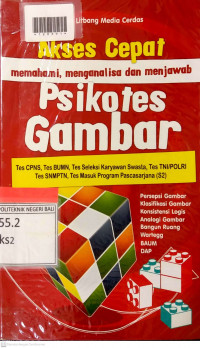 Litbang Media Cerdas
Akses Cepat
memahami, menganalisa dan menjawab
Psikotes
Gambar
Tes CPNS, Tes BUMN, Tes Seleksi Karyawan Swasta, Tes TNI/POLRI
Tes SNMPTN, Tes Masuk Program Pascasarjana (S2)
POLITEKNIK NEGERI BALI
55.2
ks2
Persepsi Gambar
Klasifikasi Gambar
Konsistensi Logis
Analogi Gambar
Bangun Ruang
Wartegg
BAUM
DAP